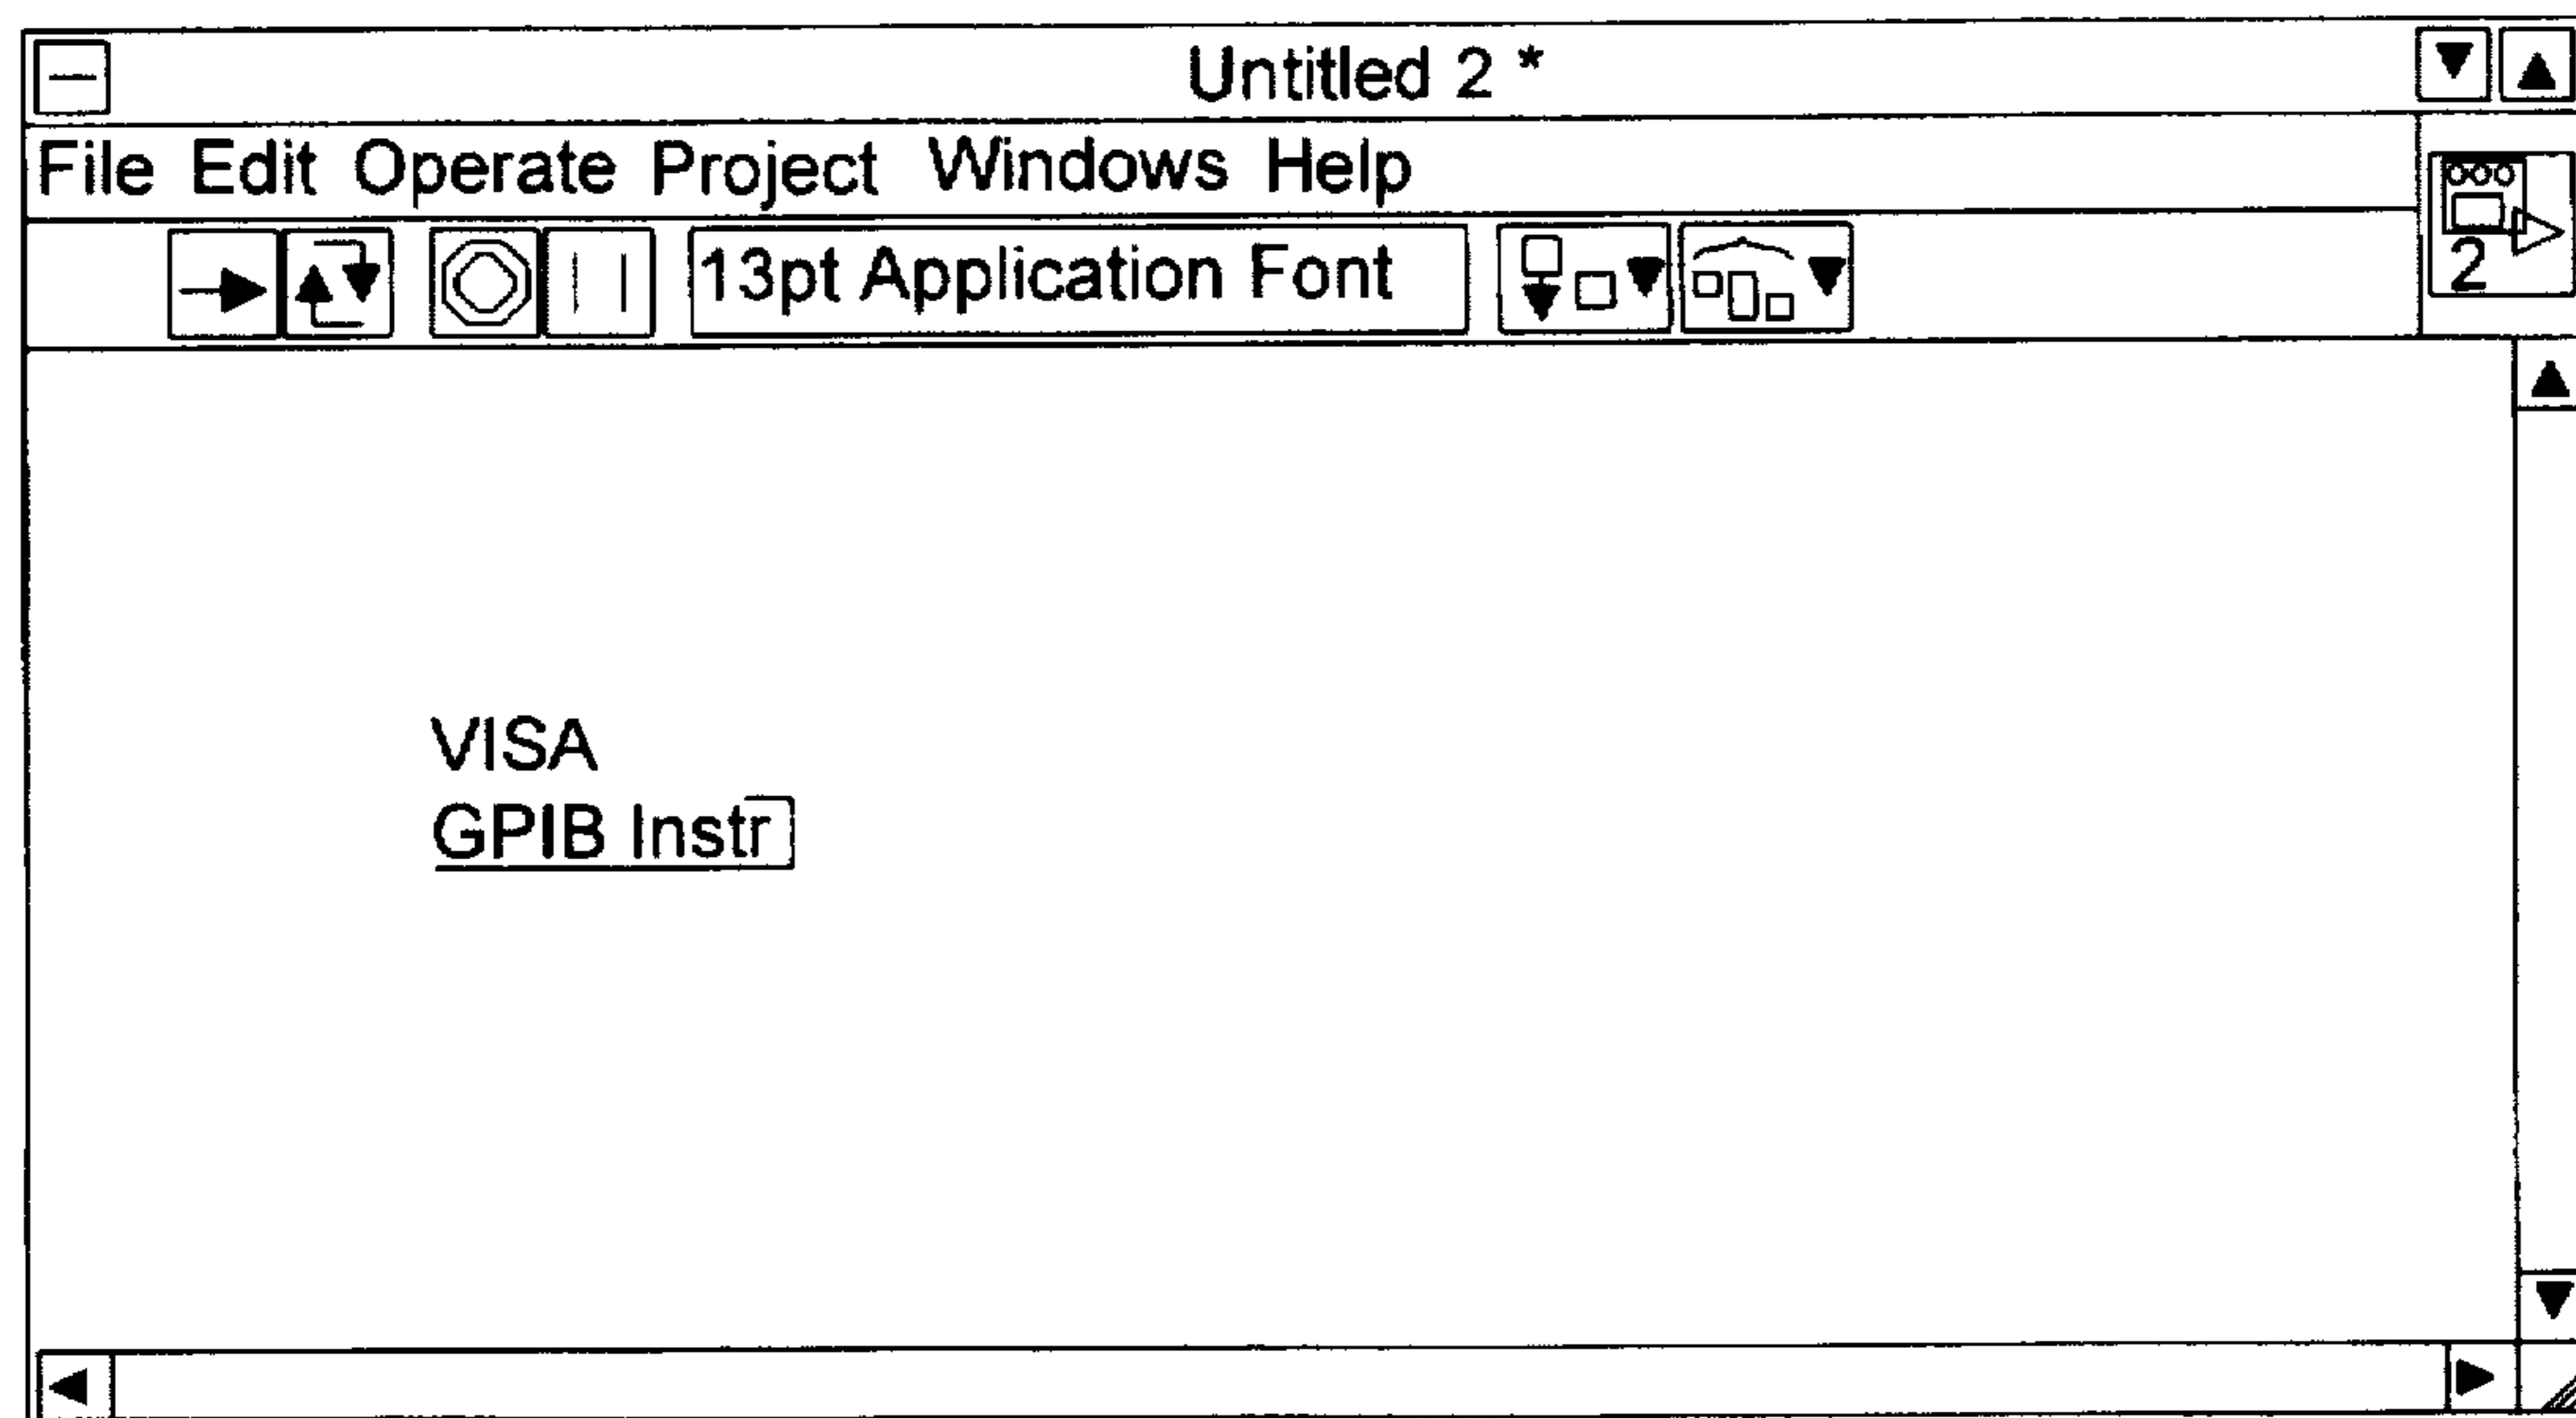 Untitled 2 *
File Edit Operate Project Windows Help
2
13pt Application Font
VISA
GPIB Instr